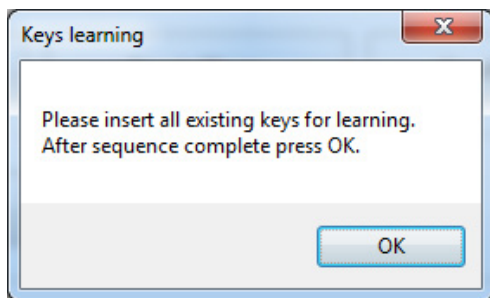 Keys learning
Please insert all existing keys for learning.
After sequence complete press OK.
OK